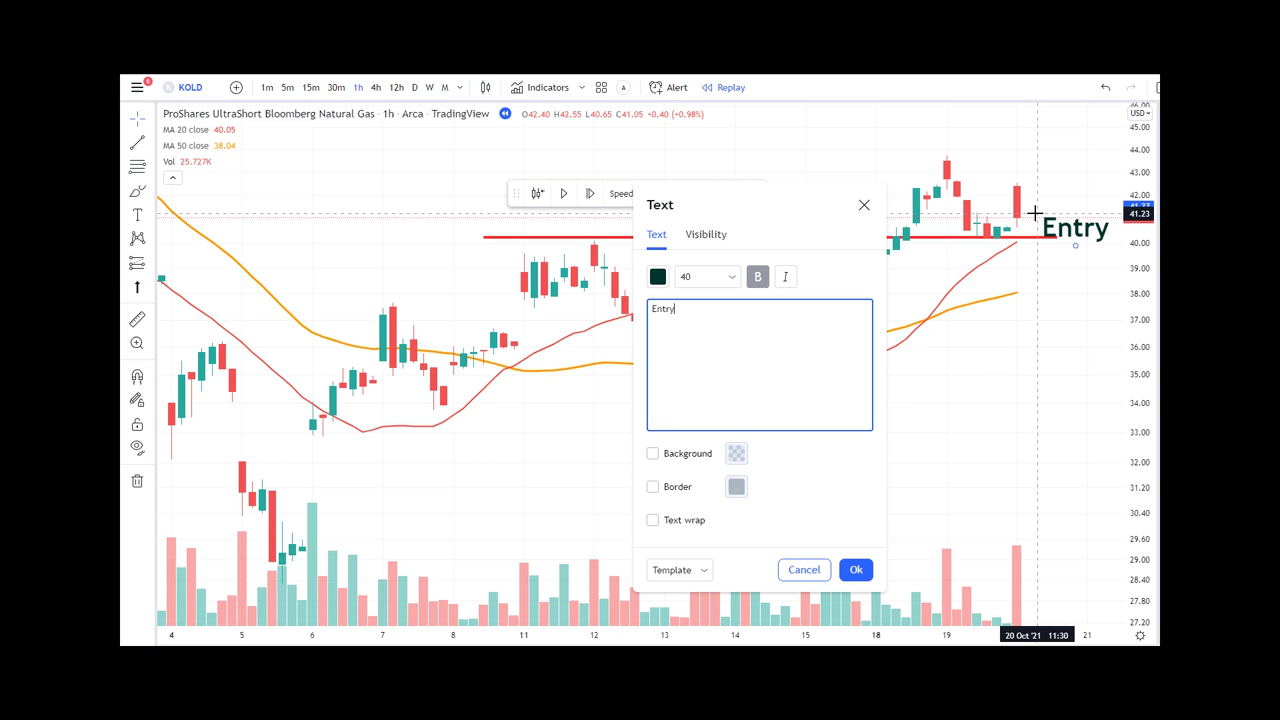 KOLD
1m 5m 15m 30m 1h 4h 12h D W M
Indicators
A
Alert
Replay
ProShares UltraShort Bloomberg Natural Gas · 1h · Arca · TradingView
O42.40 H42.55 L40.65 C41.05 +0.40 (+0.98%)
MA 20 close 40.05
MA 50 close 38.04
Vol 25.727K
Speed
Text
Text Visibility
40
B
I
Entry
Background
Border
Text wrap
Template
Cancel
Ok
Entry
USD
45.00
44.00
43.00
42.00
41.23
40.00
39.00
38.00
37.00
36.00
35.00
34.00
33.00
32.00
31.20
30.40
29.60
29.00
28.40
27.80
27.20
4 5 6 7 8 11 12 13 14 15 18 19 20 Oct '21 11:30 21